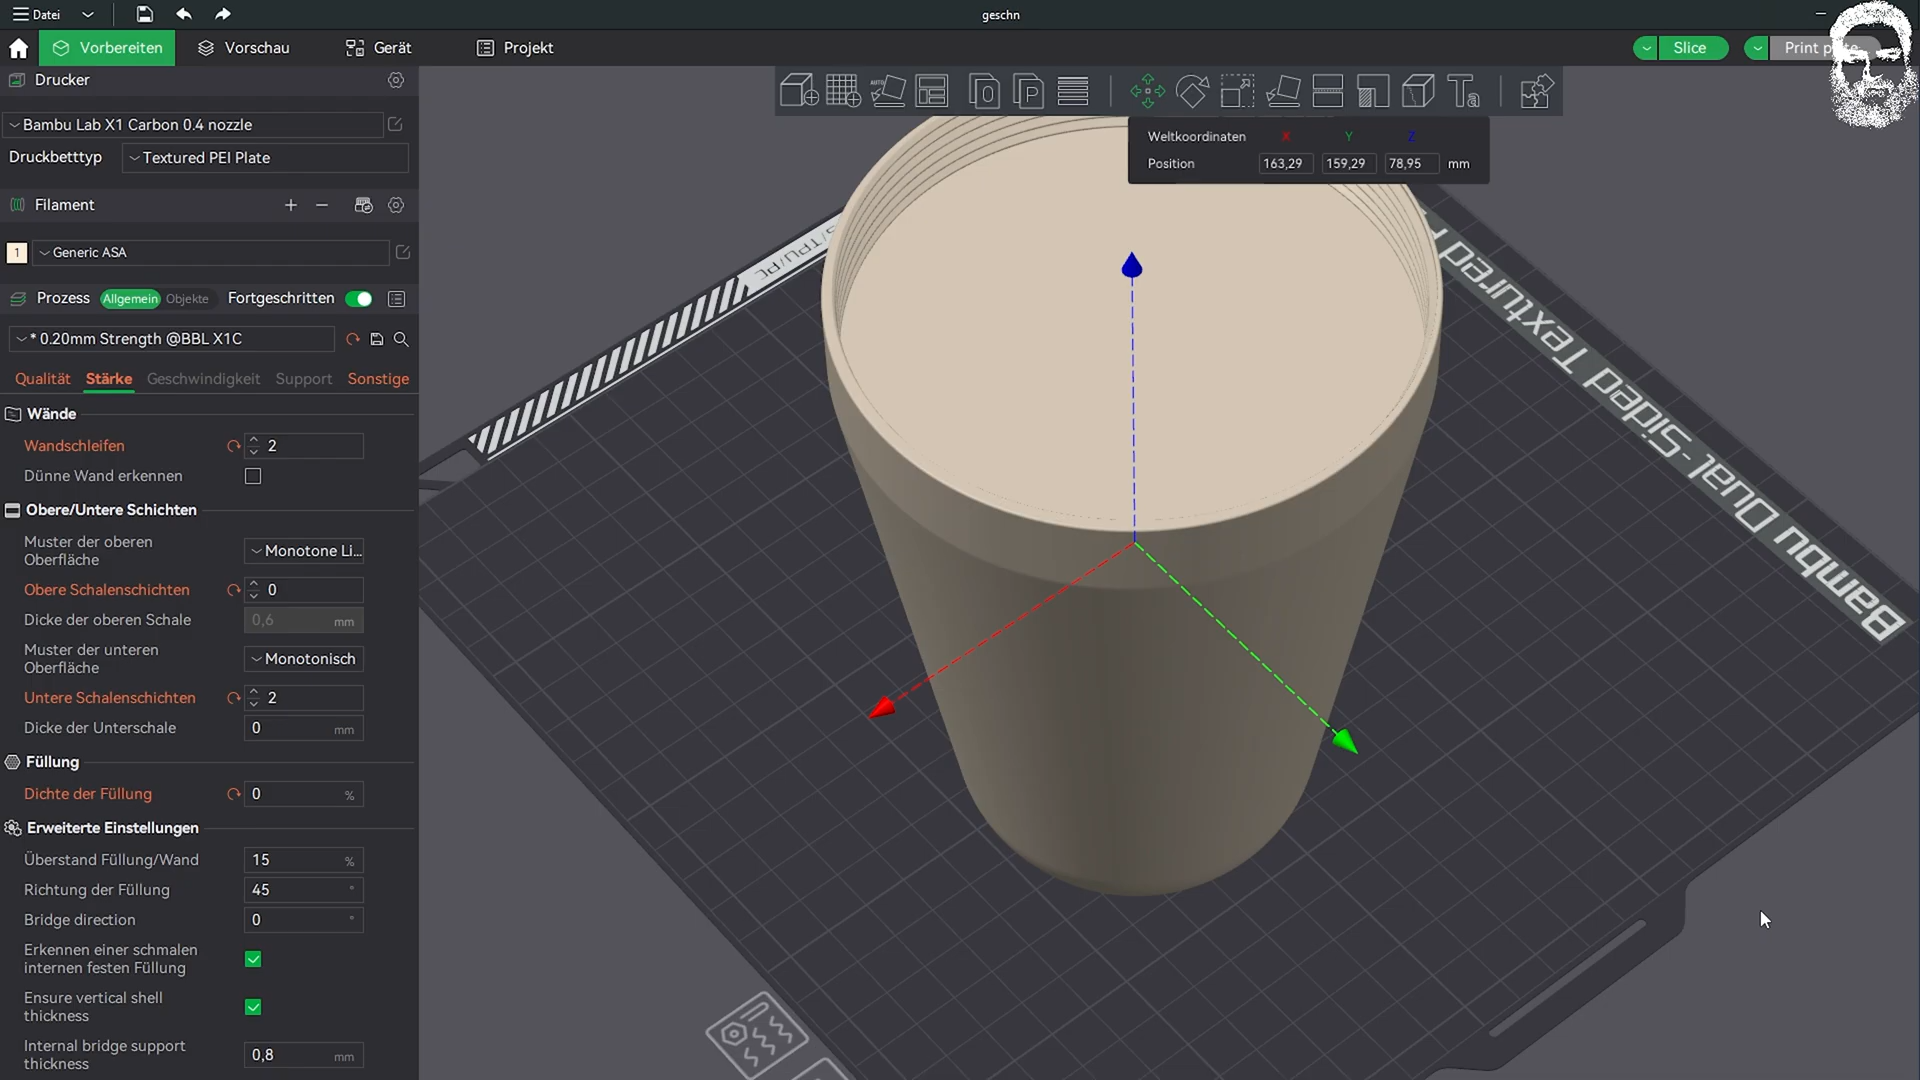 Datei
geschn
Vorbereiten
Vorschau
Gerät
Projekt
Slice
Drucker
Bambu Lab X1 Carbon 0.4 nozzle
Druckbetttyp
Textured PEI Plate
Filament
1
Generic ASA
Prozess
Allgemein
Objekte
Fortgeschritten
* 0.20mm Strength @BBL X1C
Qualität
Stärke
Geschwindigkeit
Support
Sonstige
Wände
Wandschleifen
2
Dünne Wand erkennen
Obere/Untere Schichten
Muster der oberen
Oberfläche
Monotone Li...
Obere Schalenschichten
0
Dicke der oberen Schale
0,6 mm
Muster der unteren
Oberfläche
Monotonisch
Untere Schalenschichten
2
Dicke der Unterschale
0 mm
Füllung
Dichte der Füllung
0 %
Erweiterte Einstellungen
Überstand Füllung/Wand
15 %
Richtung der Füllung
45 °
Bridge direction
0 °
Erkennen einer schmalen
internen festen Füllung
Ensure vertical shell
thickness
Internal bridge support
thickness
0,8 mm
AUTO
O
P
Ta
Weltkoordinaten X Y Z
Position 163,29 159,29 78,95 mm
/TPU/PC
Bambu Dual-Sided Textured